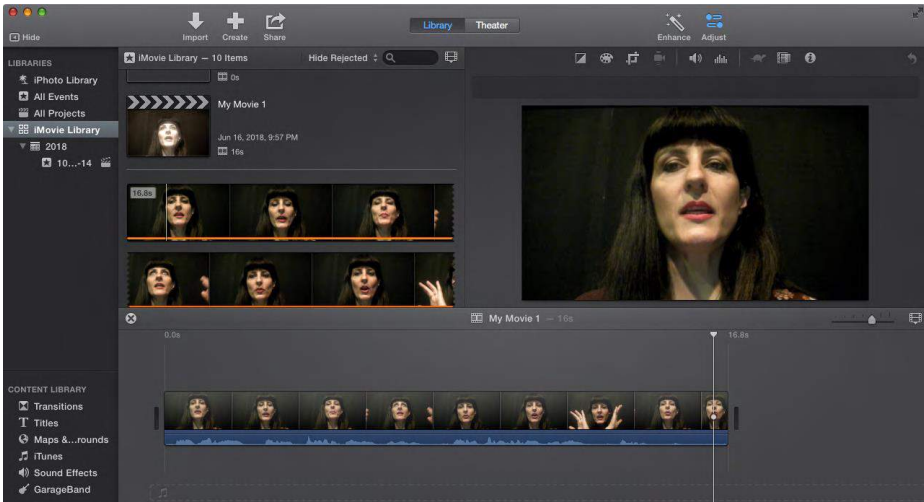 Library Theater
Hide Import Create Share Enhance Adjust
LIBRARIES
iPhoto Library
All Events
All Projects
iMovie Library
2018
10...-14
iMovie Library — 10 Items Hide Rejected
0s
My Movie 1
Jun 16, 2018, 9:57 PM
16s
16.8s
My Movie 1 — 16s
0.0s 16.8s
CONTENT LIBRARY
Transitions
T Titles
Maps &...rounds
iTunes
Sound Effects
GarageBand